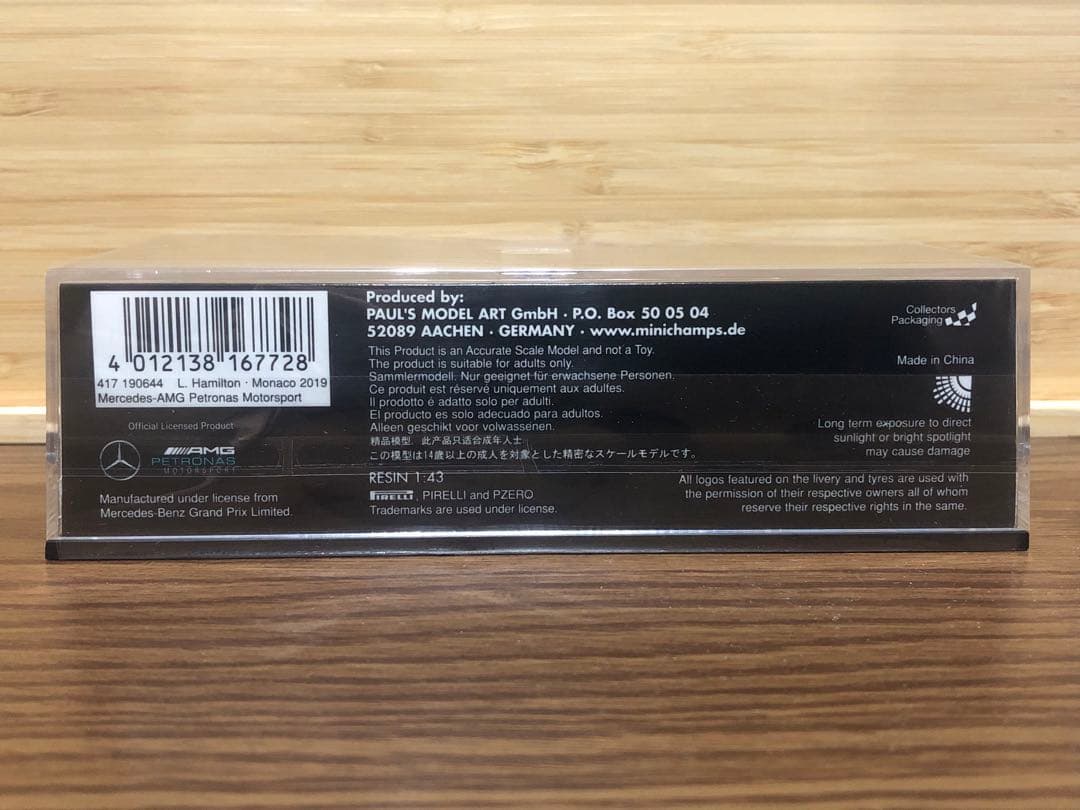 4 012138 167728
417 190644 L. Hamilton · Monaco 2019
Mercedes-AMG Petronas Motorsport
Official Licensed Product
AMG
PETRONAS
MOTORSPORT
Manufactured under license from
Mercedes-Benz Grand Prix Limited.
Produced by:
PAUL'S MODEL ART GmbH · P.O. Box 50 05 04
52089 AACHEN · GERMANY · www.minichamps.de
This Product is an Accurate Scale Model and not a Toy.
The product is suitable for adults only.
Sammlermodell. Nur geeignet für erwachsene Personen.
Ce produit est réservé uniquement aux adultes.
Il prodotto é adatto solo per adulti.
El producto es solo adecuado para adultos.
Alleen geschikt voor volwassenen.
精品模型. 此产品只适合成年人士
この模型は14歳以上の成人を対象とした精密なスケールモデルです。
RESIN 1:43
PIRELLI, PIRELLI and PZERO
Trademarks are used under license.
Collectors
Packaging
Made in China
Long term exposure to direct
sunlight or bright spotlight
may cause damage
All logos featured on the livery and tyres are used with
the permission of their respective owners all of whom
reserve their respective rights in the same.